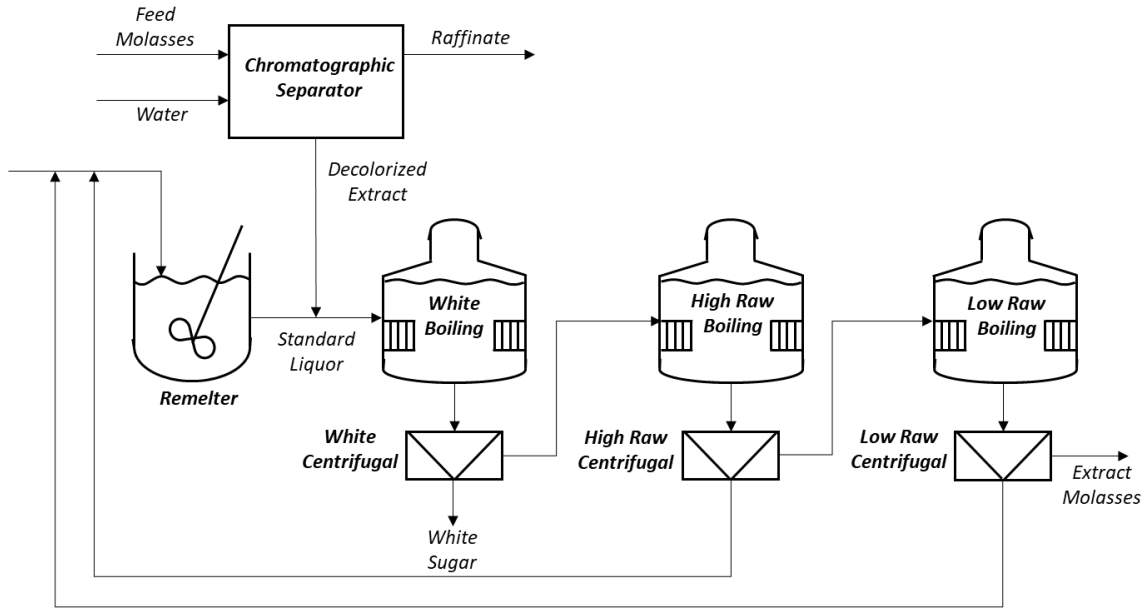 Feed
Molasses
Raffinate
Chromatographic
Separator
Water
Decolorized
Extract
White
Boiling
High Raw
Boiling
Low Raw
Boiling
Standard
Liquor
Remelter
White
Centrifugal
High Raw
Centrifugal
Low Raw
Centrifugal
Extract
Molasses
White
Sugar